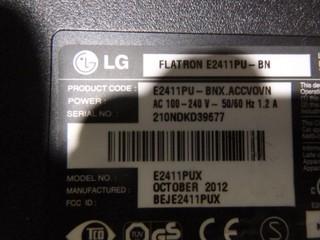 LG FLATRON E2411PU-BN
PRODUCT CODE : E2411PU-BNX.ACCVOVN
POWER : AC 100-240 V - 50/60 Hz 1.2 A
SERIAL NO : 210NDKD39677
MODEL NO : E2411PUX
MANUFACTURED : OCTOBER 2012
FCC ID : BEJE2411PUX
TCO